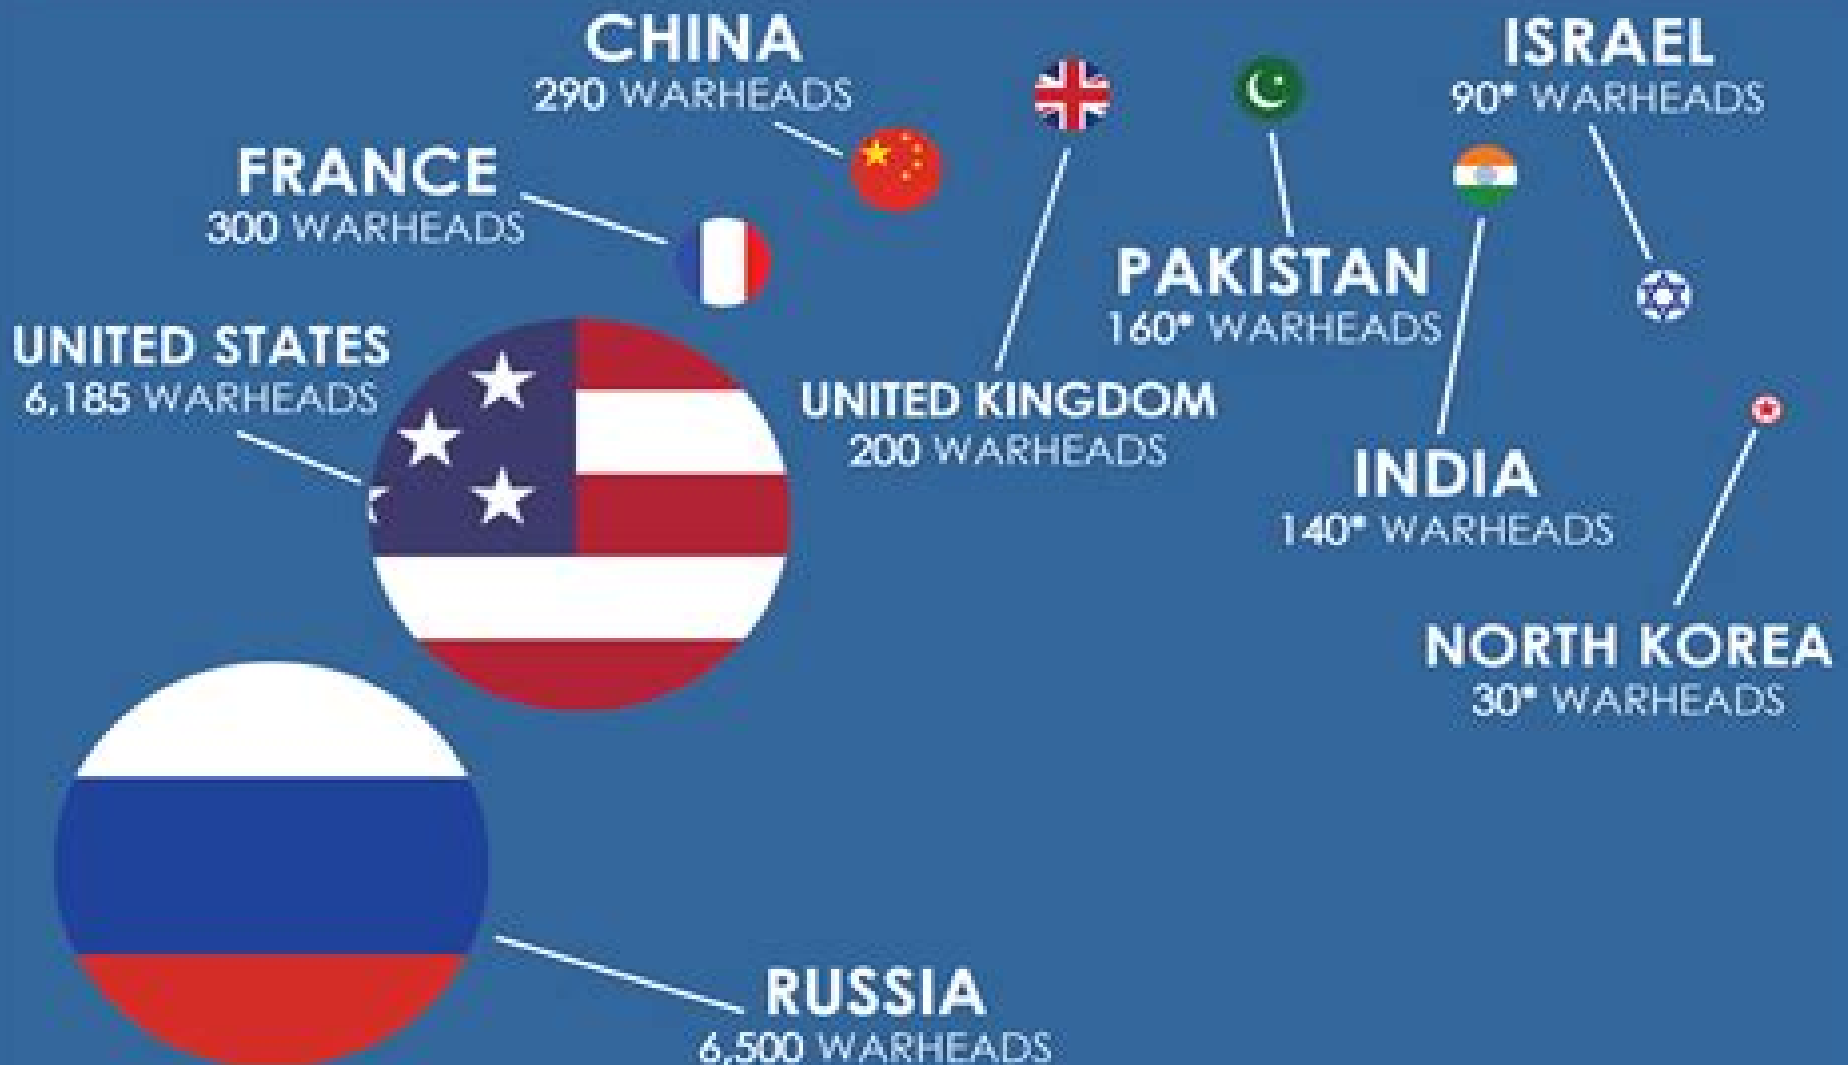 CHINA
290 WARHEADS
ISRAEL
90* WARHEADS
FRANCE
300 WARHEADS
PAKISTAN
160* WARHEADS
UNITED STATES
6,185 WARHEADS
UNITED KINGDOM
200 WARHEADS
INDIA
140* WARHEADS
NORTH KOREA
30* WARHEADS
RUSSIA
6,500 WARHEADS